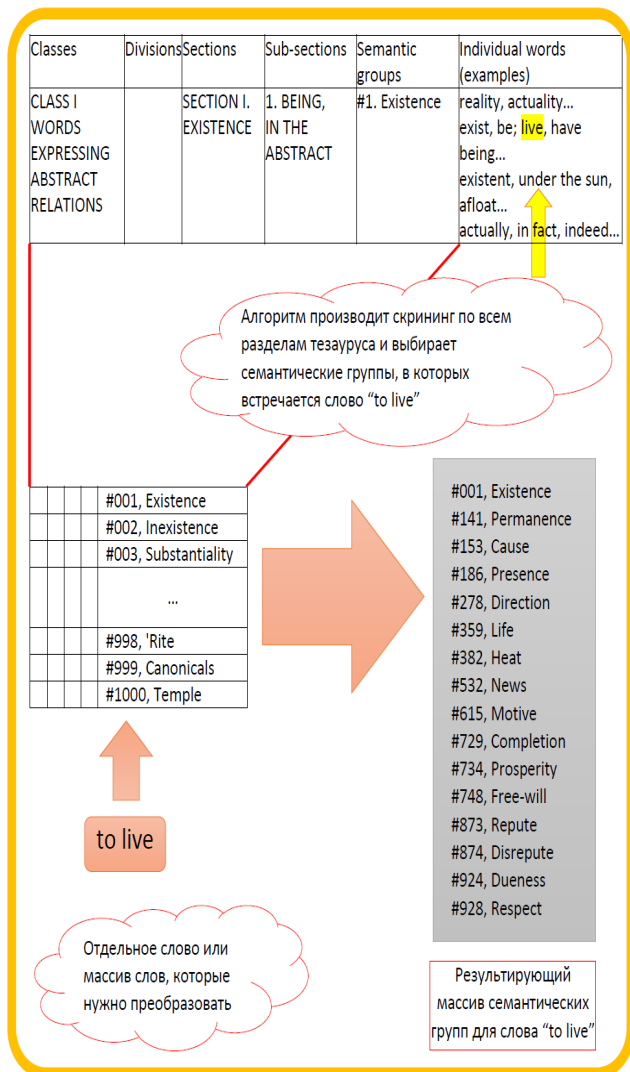 Classes Divisions Sections Sub-sections Semantic groups Individual words (examples)
CLASS I WORDS EXPRESSING ABSTRACT RELATIONS
SECTION I. EXISTENCE
1. BEING, IN THE ABSTRACT
#1. Existence
reality, actuality...
exist, be; live, have
being...
existent, under the sun,
afloat...
actually, in fact, indeed...
Алгоритм производит скрининг по всем
разделам тезауруса и выбирает
семантические группы, в которых
встречается слово “to live”
#001, Existence
#002, Inexistence
#003, Substantiality
...
#998, 'Rite
#999, Canonicals
#1000, Temple
to live
Отдельное слово или
массив слов, которые
нужно преобразовать
#001, Existence
#141, Permanence
#153, Cause
#186, Presence
#278, Direction
#359, Life
#382, Heat
#532, News
#615, Motive
#729, Completion
#734, Prosperity
#748, Free-will
#873, Repute
#874, Disrepute
#924, Dueness
#928, Respect
Результирующий
массив семантических
групп для слова “to live”